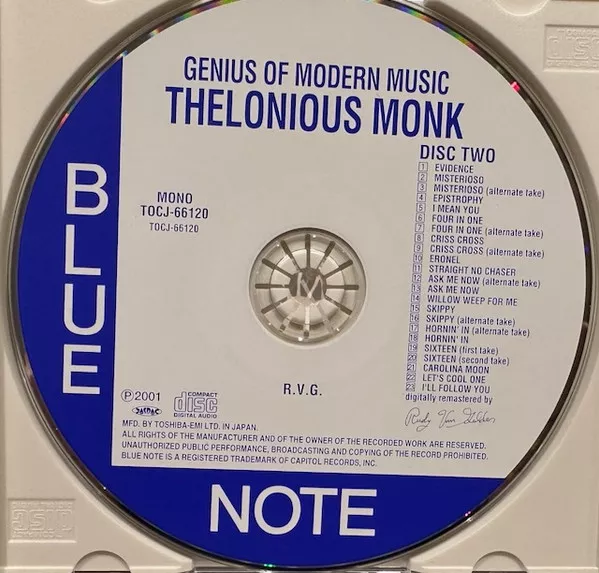 GENIUS OF MODERN MUSIC
THELONIOUS MONK
DISC TWO
1 EVIDENCE
2 MISTERIOSO
3 MISTERIOSO (alternate take)
4 EPISTROPHY
5 I MEAN YOU
6 FOUR IN ONE
7 FOUR IN ONE (alternate take)
8 CRISS CROSS
9 CRISS CROSS (alternate take)
10 ERONEL
11 STRAIGHT NO CHASER
12 ASK ME NOW (alternate take)
13 ASK ME NOW
14 WILLOW WEEP FOR ME
15 SKIPPY
16 SKIPPY (alternate take)
17 HORNIN' IN (alternate take)
18 HORNIN' IN
19 SIXTEEN (first take)
20 SIXTEEN (second take)
21 CAROLINA MOON
22 LET'S COOL ONE
23 I'LL FOLLOW YOU
digitally remastered by
Rudy Van Gelder
MONO
TOCJ-66120
TOCJ-66120
BLUE
R.V.G.
Ⓟ2001
JASRAC
COMPACT
disc
DIGITAL AUDIO
MFD. BY TOSHIBA-EMI LTD. IN JAPAN.
ALL RIGHTS OF THE MANUFACTURER AND OF THE OWNER OF THE RECORDED WORK ARE RESERVED.
UNAUTHORIZED PUBLIC PERFORMANCE, BROADCASTING AND COPYING OF THE RECORD PROHIBITED.
BLUE NOTE IS A REGISTERED TRADEMARK OF CAPITOL RECORDS, INC.
NOTE